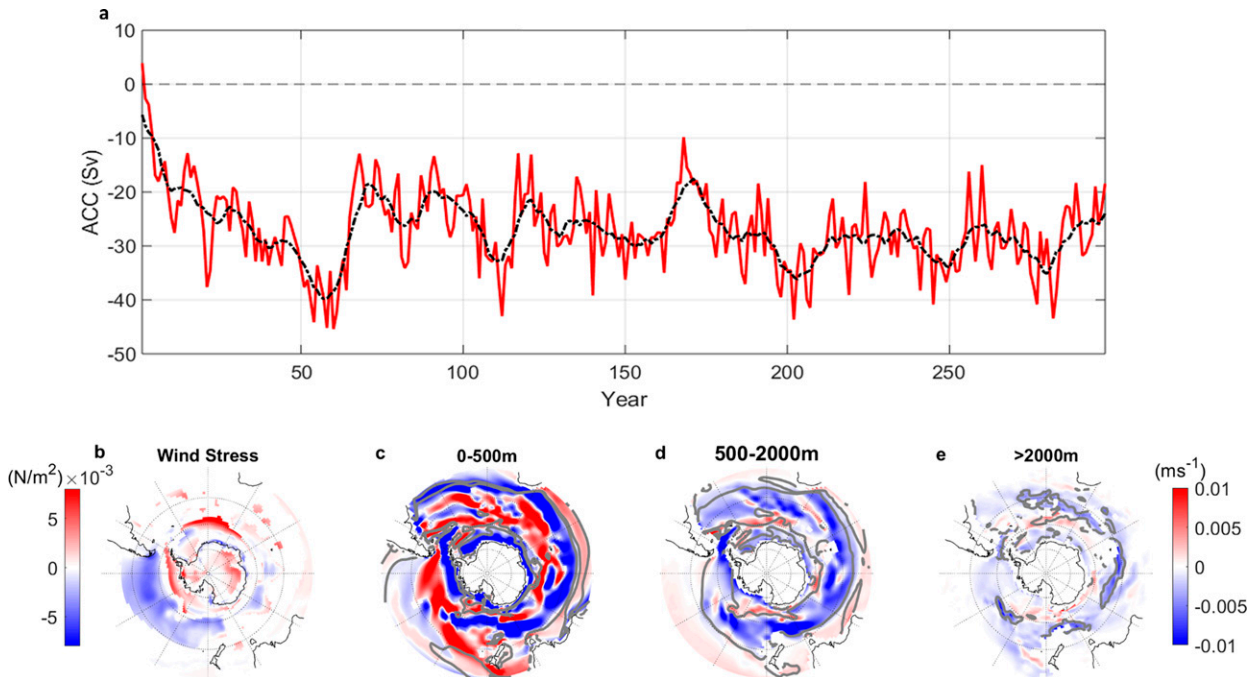 a
10
0
-10
-20
-30
-40
-50
ACC (Sv)
50
100
150
200
250
Year
b
Wind Stress
c
0-500m
d
500-2000m
e
>2000m
(N/m²)×10⁻³
5
0
-5
(ms⁻¹)
0.01
0.005
0
-0.005
-0.01